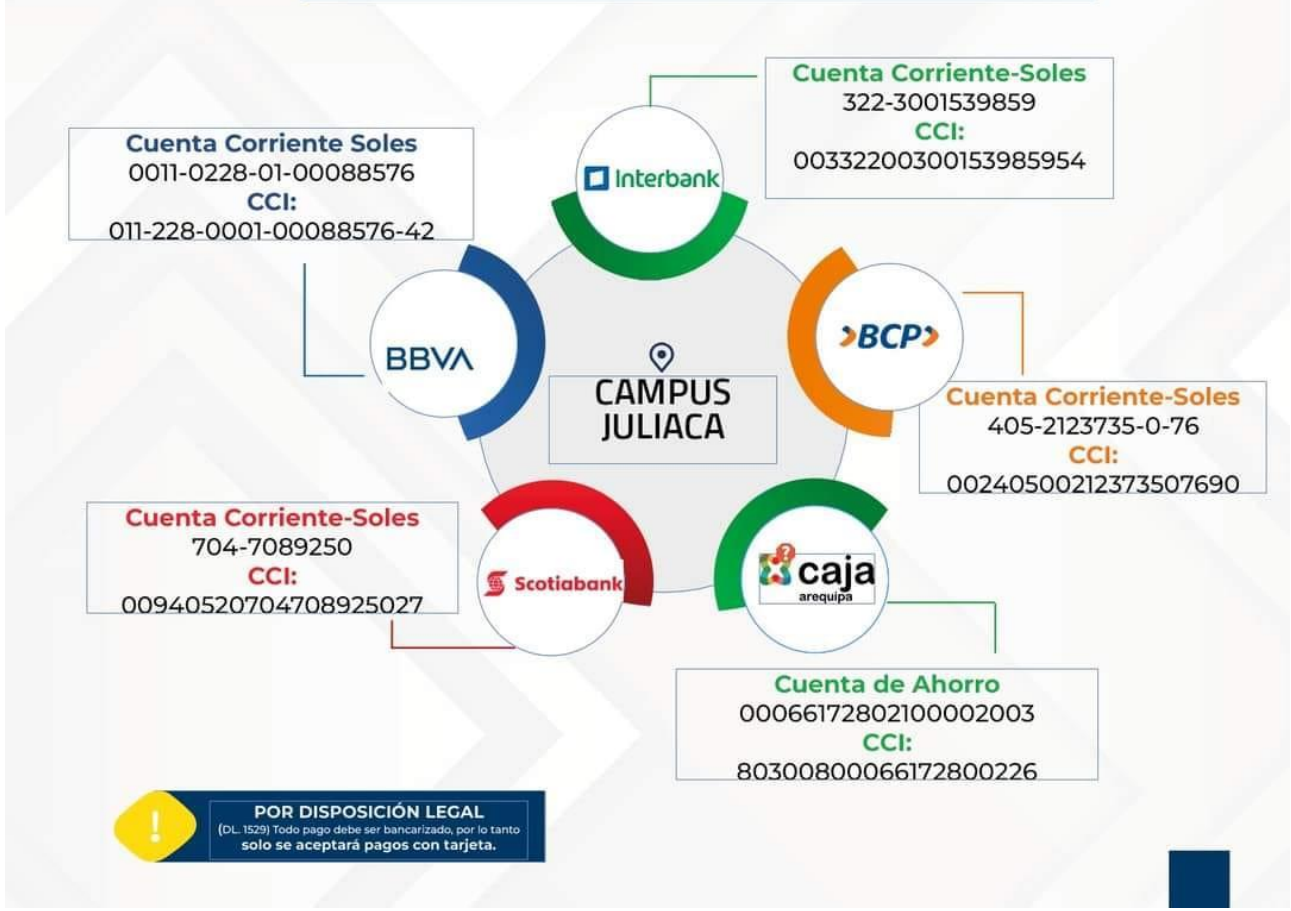 Cuenta Corriente-Soles
322-3001539859
CCI:
00332200300153985954
Interbank
Cuenta Corriente Soles
0011-0228-01-00088576
CCI:
011-228-0001-00088576-42
BBVA
BCP
CAMPUS
JULIACA
Cuenta Corriente-Soles
405-2123735-0-76
CCI:
00240500212373507690
Cuenta Corriente-Soles
704-7089250
CCI:
00940520704708925027
Scotiabank
?
caja
arequipa
Cuenta de Ahorro
00066172802100002003
CCI:
80300800066172800226
!
POR DISPOSICIÓN LEGAL
(DL. 1529) Todo pago debe ser bancarizado, por lo tanto
solo se aceptará pagos con tarjeta.